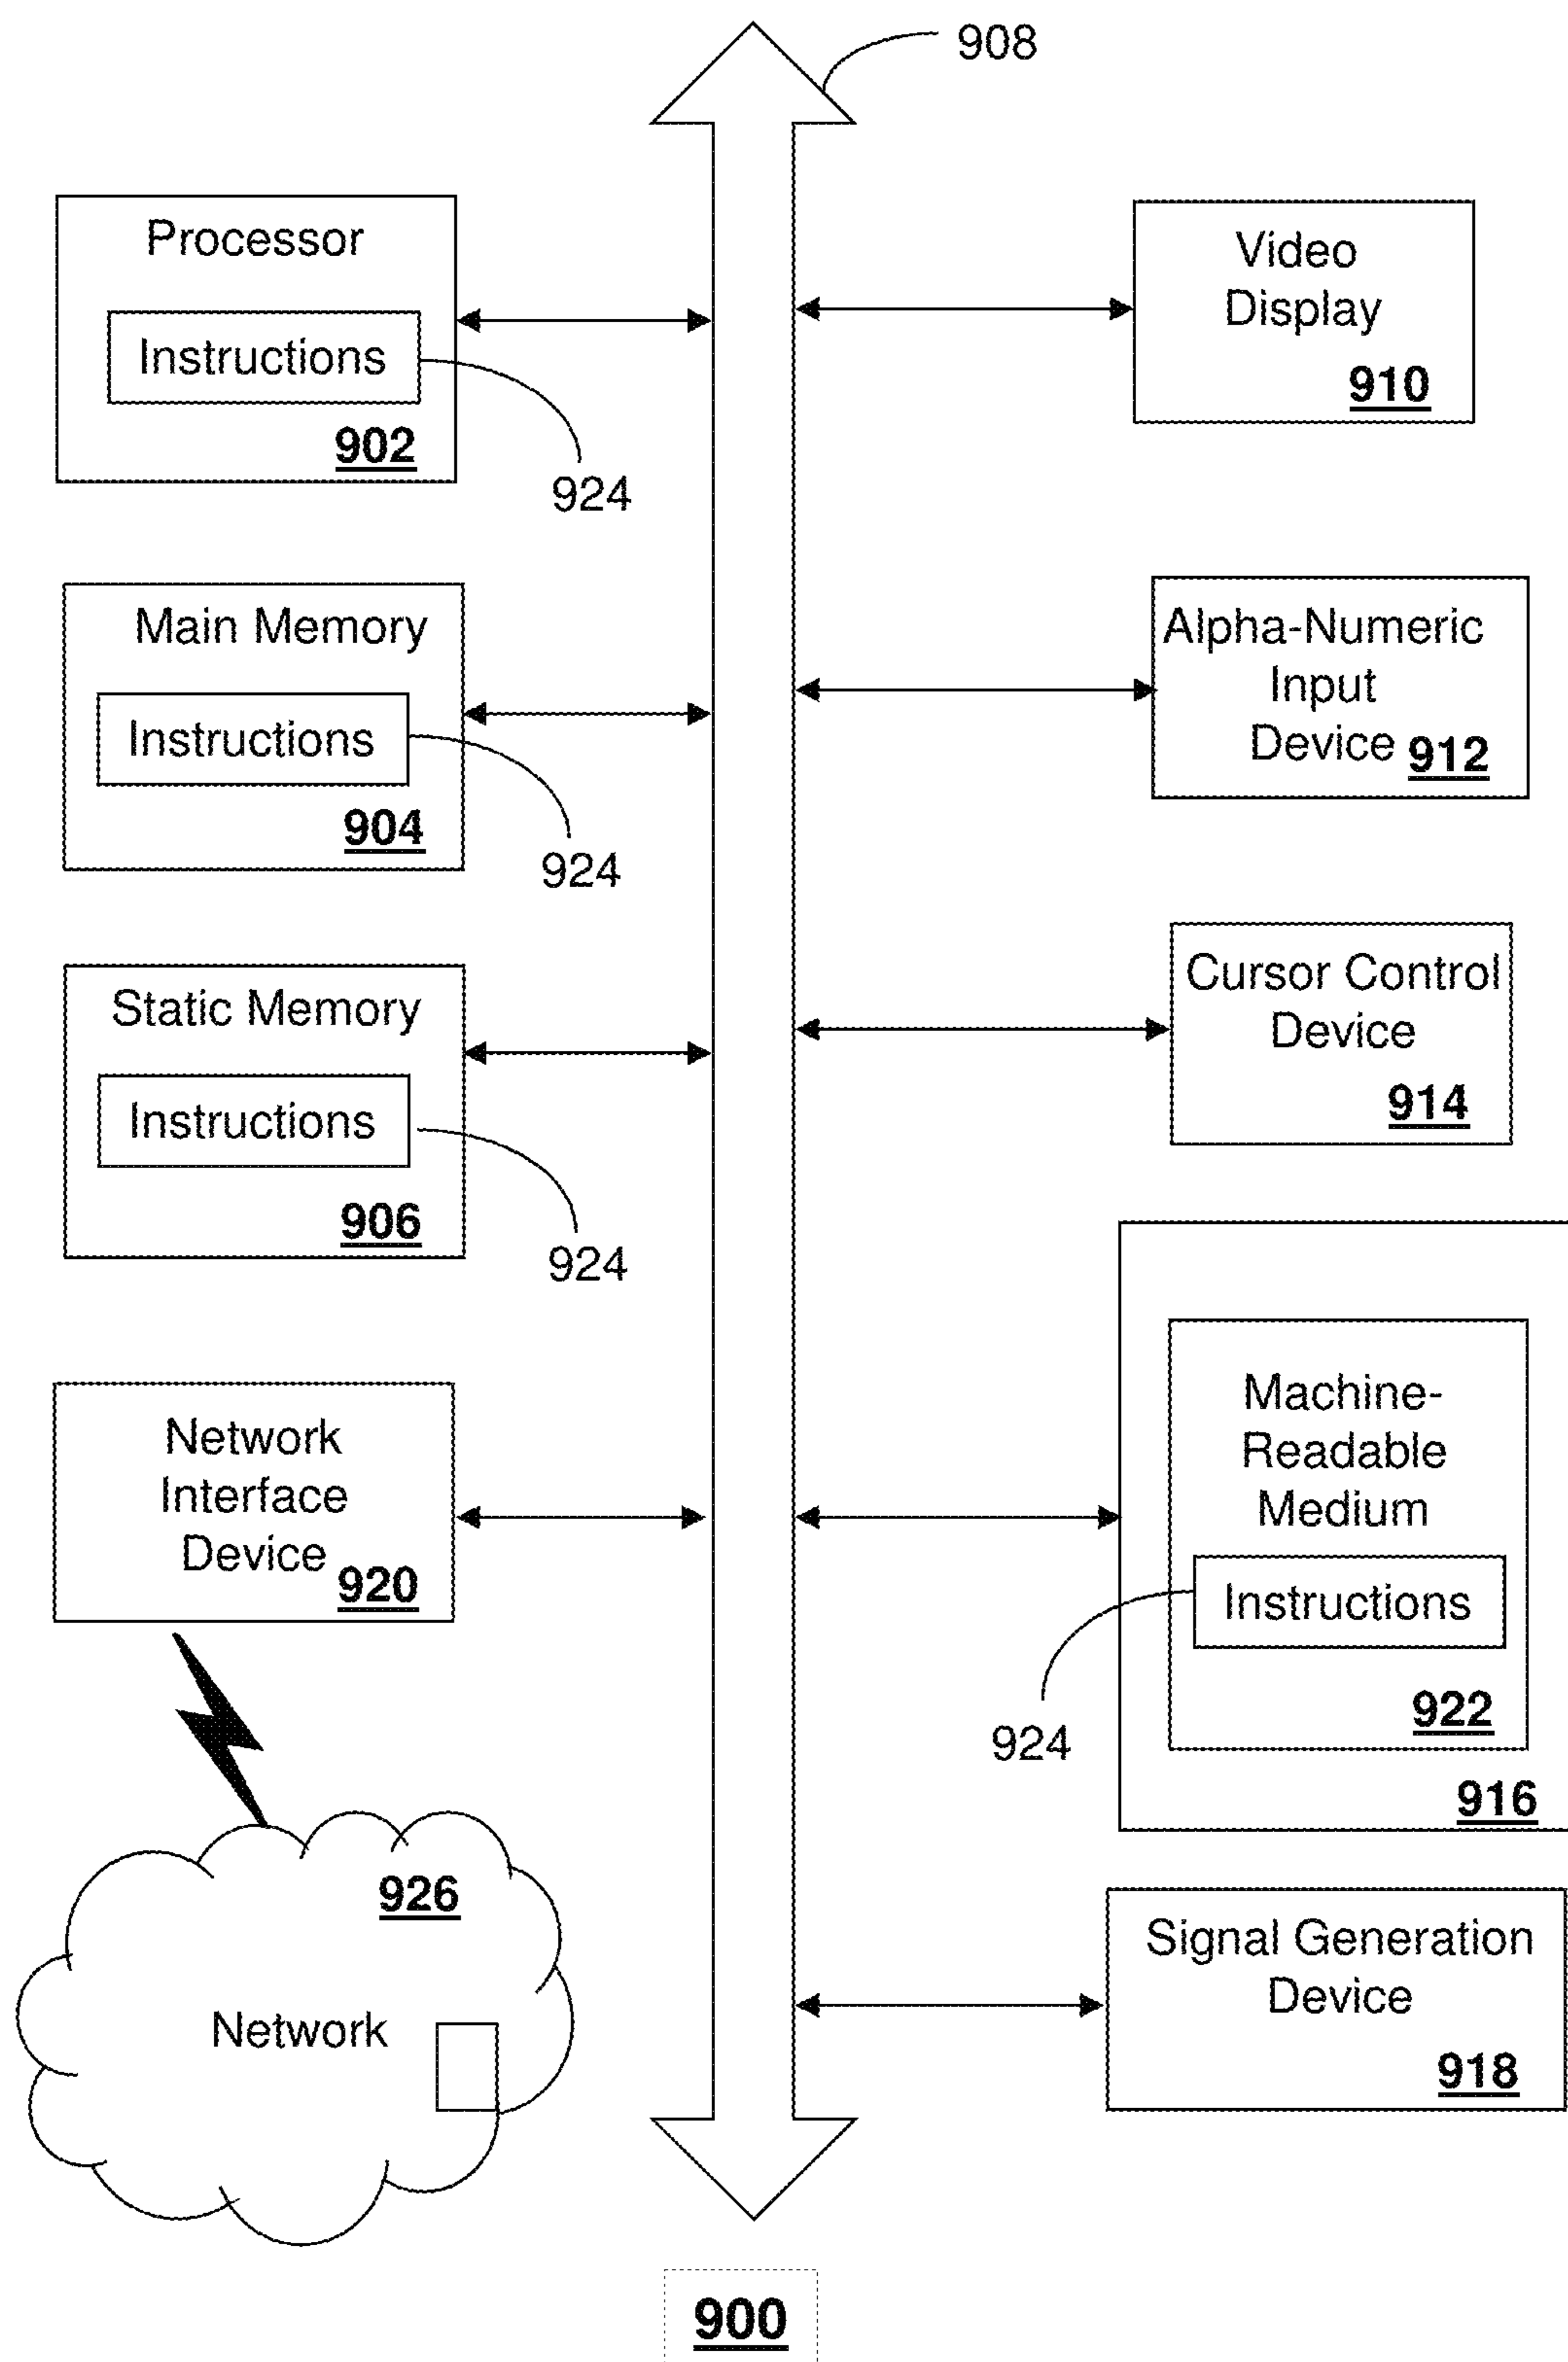 908
Processor
Instructions
902
924
Main Memory
Instructions
904
924
Static Memory
Instructions
906
924
Network
Interface
Device
920
926
Network
Video
Display
910
Alpha-Numeric
Input
Device 912
Cursor Control
Device
914
Machine-
Readable
Medium
Instructions
922
924
916
Signal Generation
Device
918
900